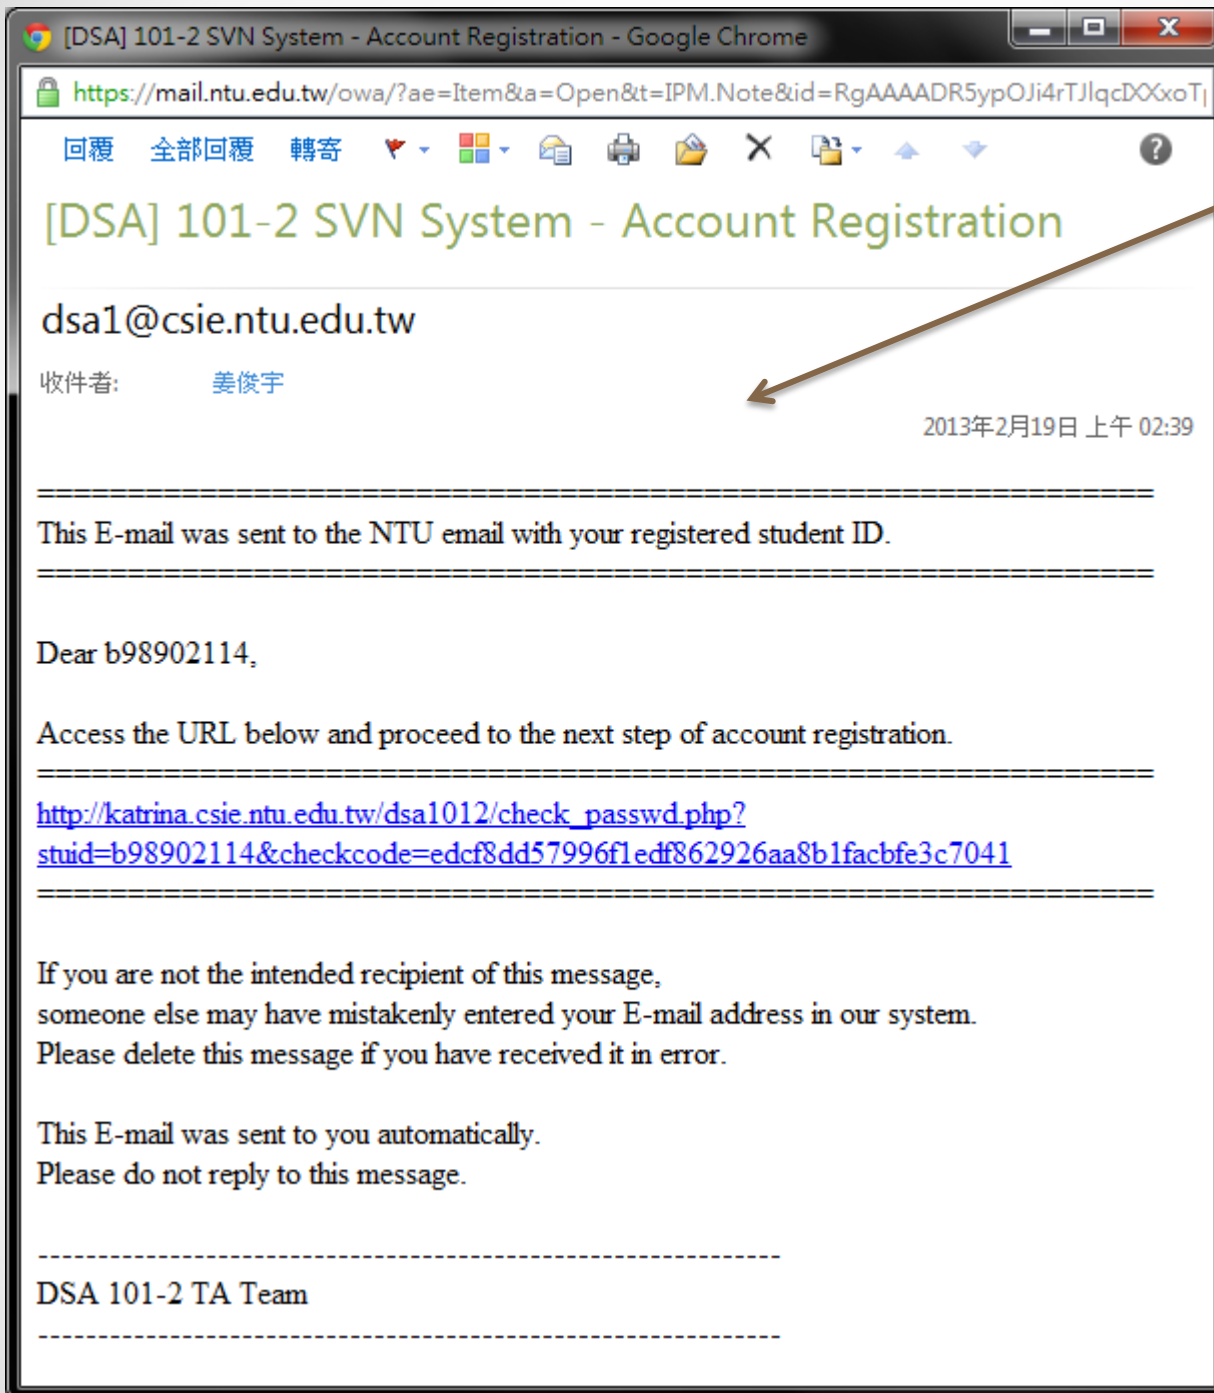 [DSA] 101-2 SVN System - Account Registration - Google Chrome
https://mail.ntu.edu.tw/owa/?ae=Item&a=Open&t=IPM.Note&id=RgAAAADR5ypOJi4rTJlqcIXXxoT
回覆 全部回覆 轉寄
[DSA] 101-2 SVN System - Account Registration
dsa1@csie.ntu.edu.tw
收件者: 姜俊宇
2013年2月19日 上午 02:39
==============================================================
This E-mail was sent to the NTU email with your registered student ID.
==============================================================
Dear b98902114,
Access the URL below and proceed to the next step of account registration.
==============================================================
http://katrina.csie.ntu.edu.tw/dsa1012/check_passwd.php?
stuid=b98902114&checkcode=edcf8dd57996f1edf862926aa8b1facbfe3c7041
==============================================================
If you are not the intended recipient of this message,
someone else may have mistakenly entered your E-mail address in our system.
Please delete this message if you have received it in error.
This E-mail was sent to you automatically.
Please do not reply to this message.
--------------------------------------------------------------
DSA 101-2 TA Team
--------------------------------------------------------------